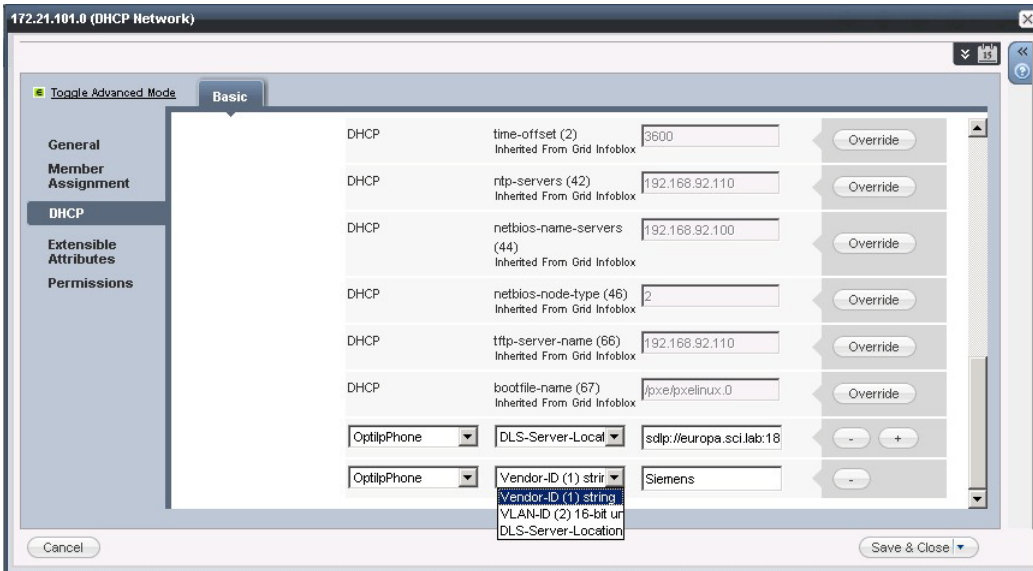 172.21.101.0 (DHCP Network)
15
Toggle Advanced Mode
Basic
General
Member
Assignment
DHCP
Extensible
Attributes
Permissions
DHCP time-offset (2) 3600 Override
Inherited From Grid Infoblox
DHCP ntp-servers (42) 192.168.92.110 Override
Inherited From Grid Infoblox
DHCP netbios-name-servers 192.168.92.100 Override
(44)
Inherited From Grid Infoblox
DHCP netbios-node-type (46) 2 Override
Inherited From Grid Infoblox
DHCP tftp-server-name (66) 192.168.92.110 Override
Inherited From Grid Infoblox
DHCP bootfile-name (67) /pxe/pxelinux.0 Override
Inherited From Grid Infoblox
OptiIpPhone DLS-Server-Local sdlp://europa.sci.lab:18 - +
OptiIpPhone Vendor-ID (1) strir Siemens -
Vendor-ID (1) string
VLAN-ID (2) 16-bit ur
DLS-Server-Location
Cancel Save & Close